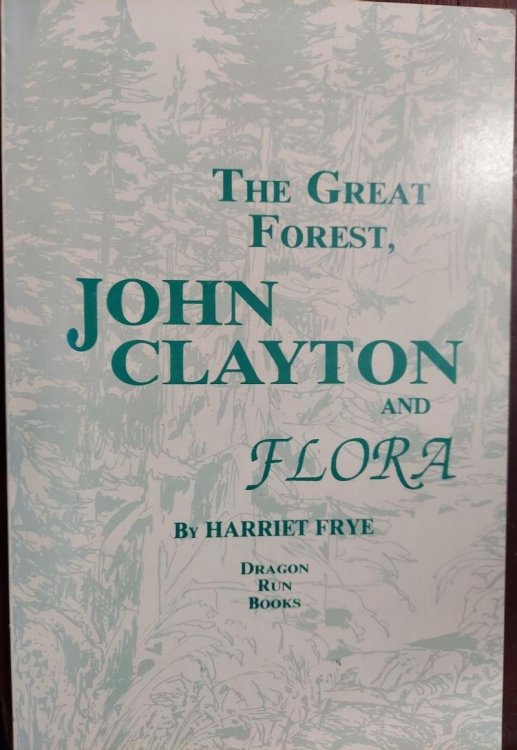 THE GREAT
FOREST,
JOHN
CLAYTON
AND
FLORA
BY HARRIET FRYE
DRAGON
RUN
BOOKS